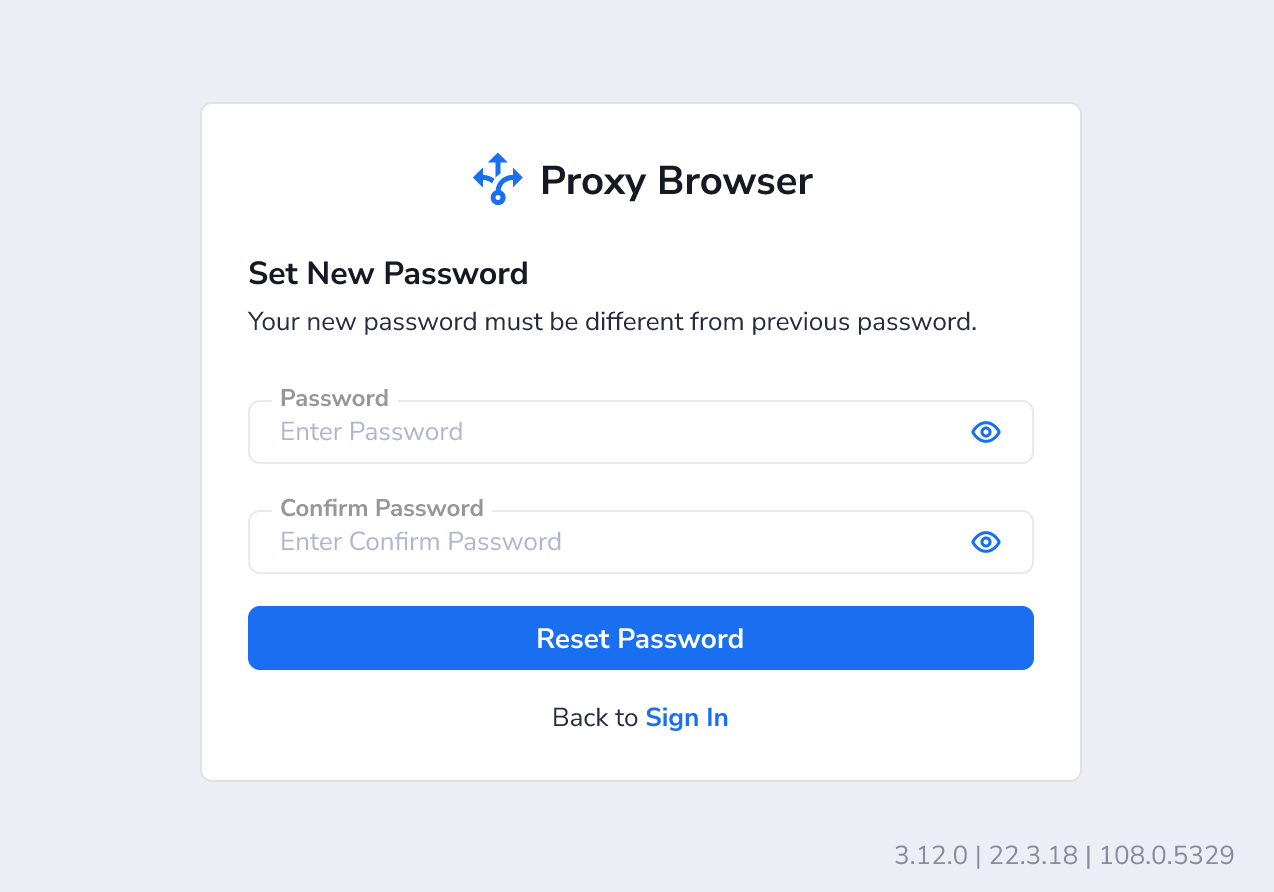 Proxy Browser
Set New Password
Your new password must be different from previous password.
Password
Enter Password
Confirm Password
Enter Confirm Password
Reset Password
Back to Sign In
3.12.0 | 22.3.18 | 108.0.5329